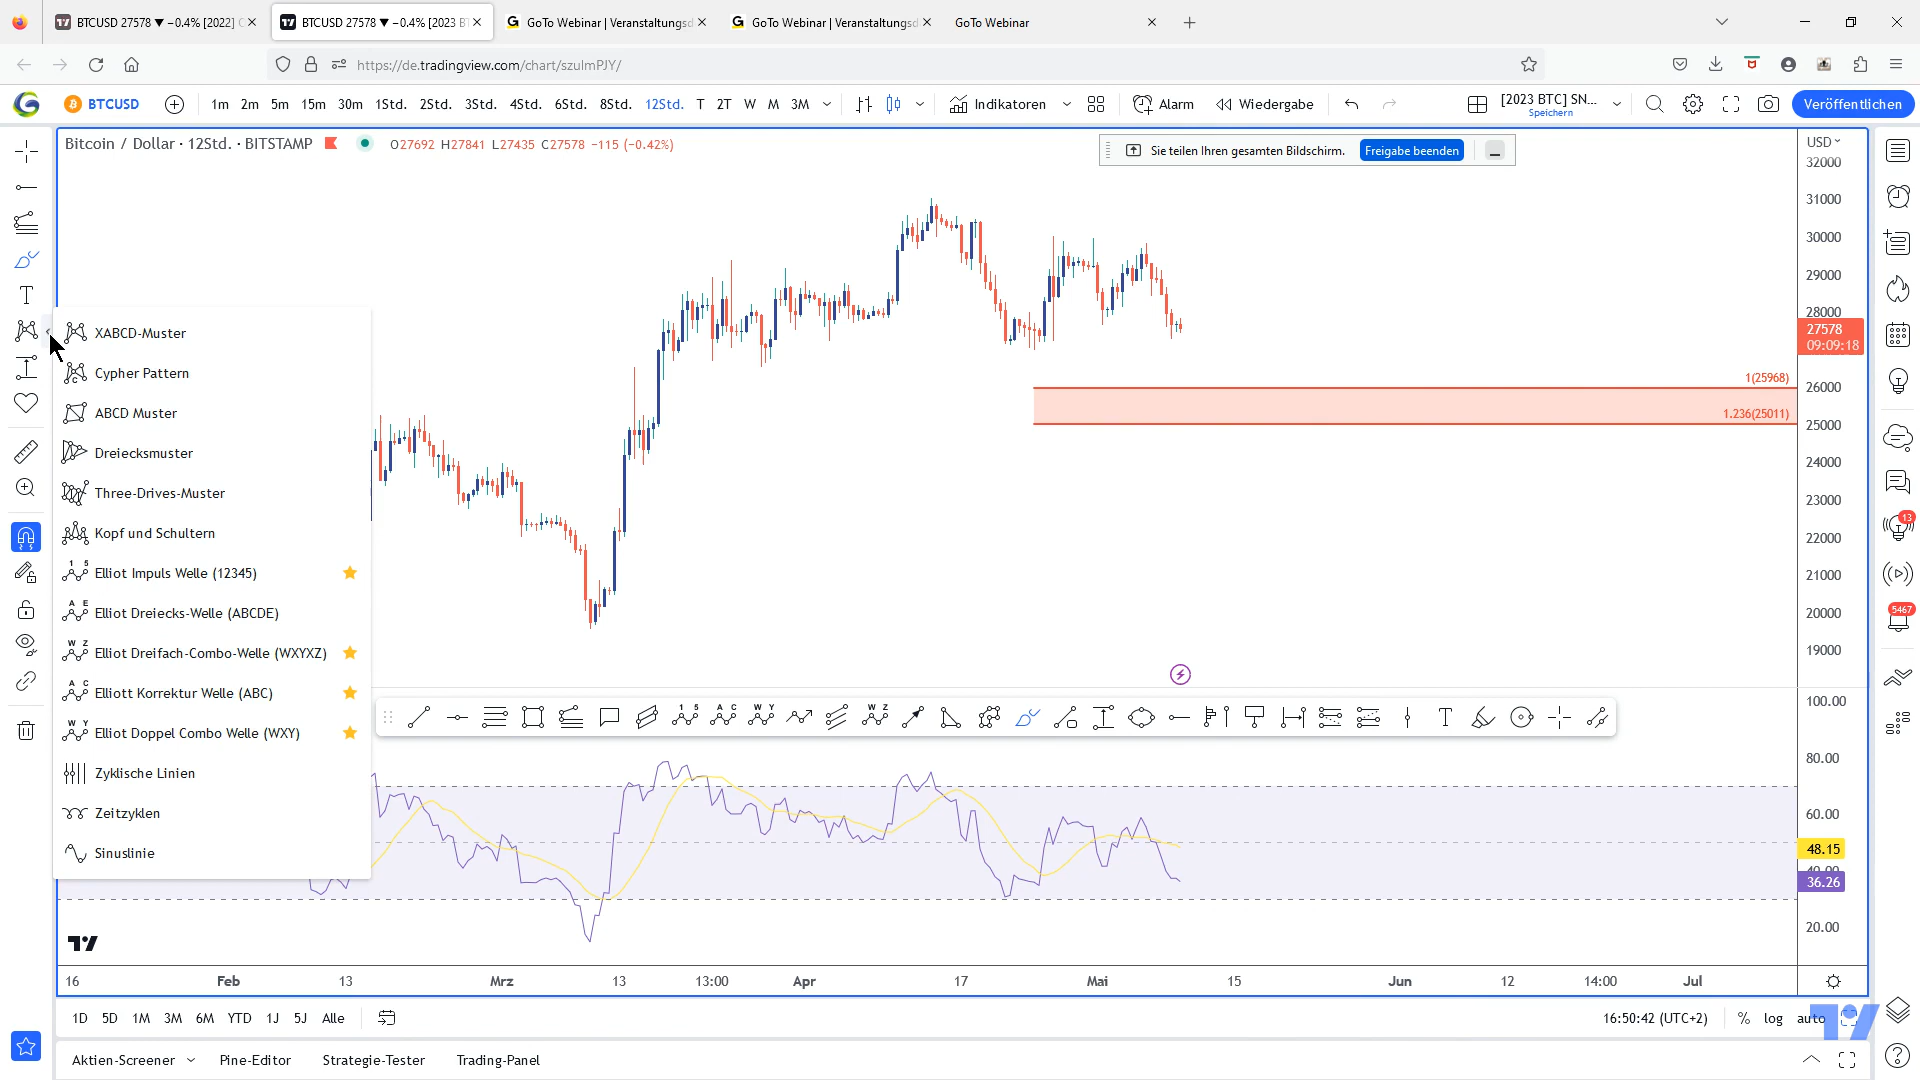 BTCUSD 27578 ▼ −0.4% [2022]
BTCUSD 27578 ▼ −0.4% [2023 B
GoTo Webinar | Veranstaltungsd
GoTo Webinar | Veranstaltungsd
GoTo Webinar
https://de.tradingview.com/chart/szulmPJY/
BTCUSD 1m 2m 5m 15m 30m 1Std. 2Std. 3Std. 4Std. 6Std. 8Std. 12Std. T 2T W M 3M Indikatoren Alarm Wiedergabe [2023 BTC] SN... Veröffentlichen
Speichern
Bitcoin / Dollar · 12Std. · BITSTAMP O27692 H27841 L27435 C27578 −115 (−0.42%)
Sie teilen Ihren gesamten Bildschirm. Freigabe beenden
USD
32000
31000
30000
29000
28000
27578
09:09:18
1(25968)
26000
1.236(25011)
25000
24000
23000
22000
21000
20000
19000
13
5467
XABCD-Muster
Cypher Pattern
ABCD Muster
Dreiecksmuster
Three-Drives-Muster
Kopf und Schultern
Elliot Impuls Welle (12345)
Elliot Dreiecks-Welle (ABCDE)
Elliot Dreifach-Combo-Welle (WXYXZ)
Elliott Korrektur Welle (ABC)
Elliot Doppel Combo Welle (WXY)
Zyklische Linien
Zeitzyklen
Sinuslinie
100.00
80.00
60.00
48.15
36.26
20.00
16 Feb 13 Mrz 13 13:00 Apr 17 Mai 15 Jun 12 14:00 Jul
1D 5D 1M 3M 6M YTD 1J 5J Alle 16:50:42 (UTC+2) % log auto
Aktien-Screener Pine-Editor Strategie-Tester Trading-Panel